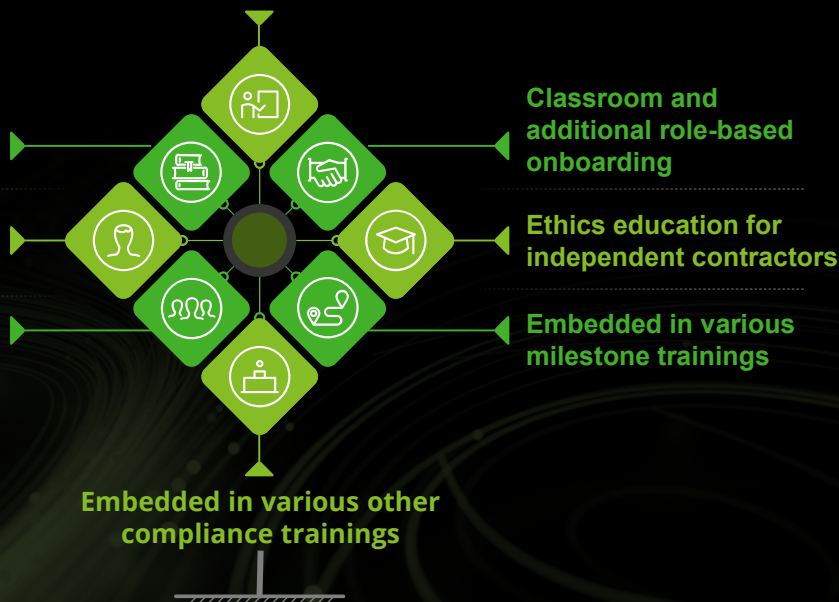 Classroom and
additional role-based
onboarding
Ethics education for
independent contractors
Embedded in various
milestone trainings
Embedded in various other
compliance trainings